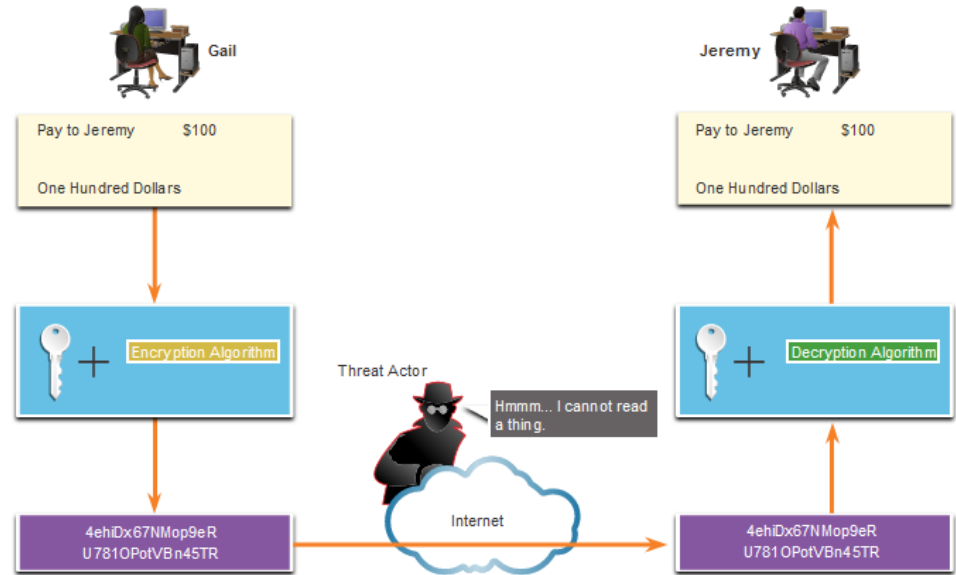 Gail
Jeremy
Pay to Jeremy $100
One Hundred Dollars
Pay to Jeremy $100
One Hundred Dollars
Encryption Algorithm
Decryption Algorithm
Threat Actor
Hmmm... I cannot read
a thing.
Internet
4ehiDx67NMop9eR
U781OPotVBn45TR
4ehiDx67NMop9eR
U781OPotVBn45TR